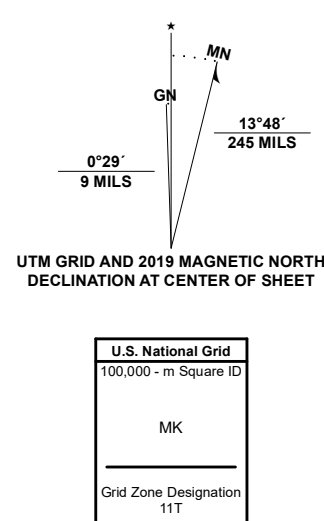 MN
GN
13°48´
245 MILS
0°29´
9 MILS
UTM GRID AND 2019 MAGNETIC NORTH
DECLINATION AT CENTER OF SHEET
U.S. National Grid
100,000 - m Square ID
MK
Grid Zone Designation
11T